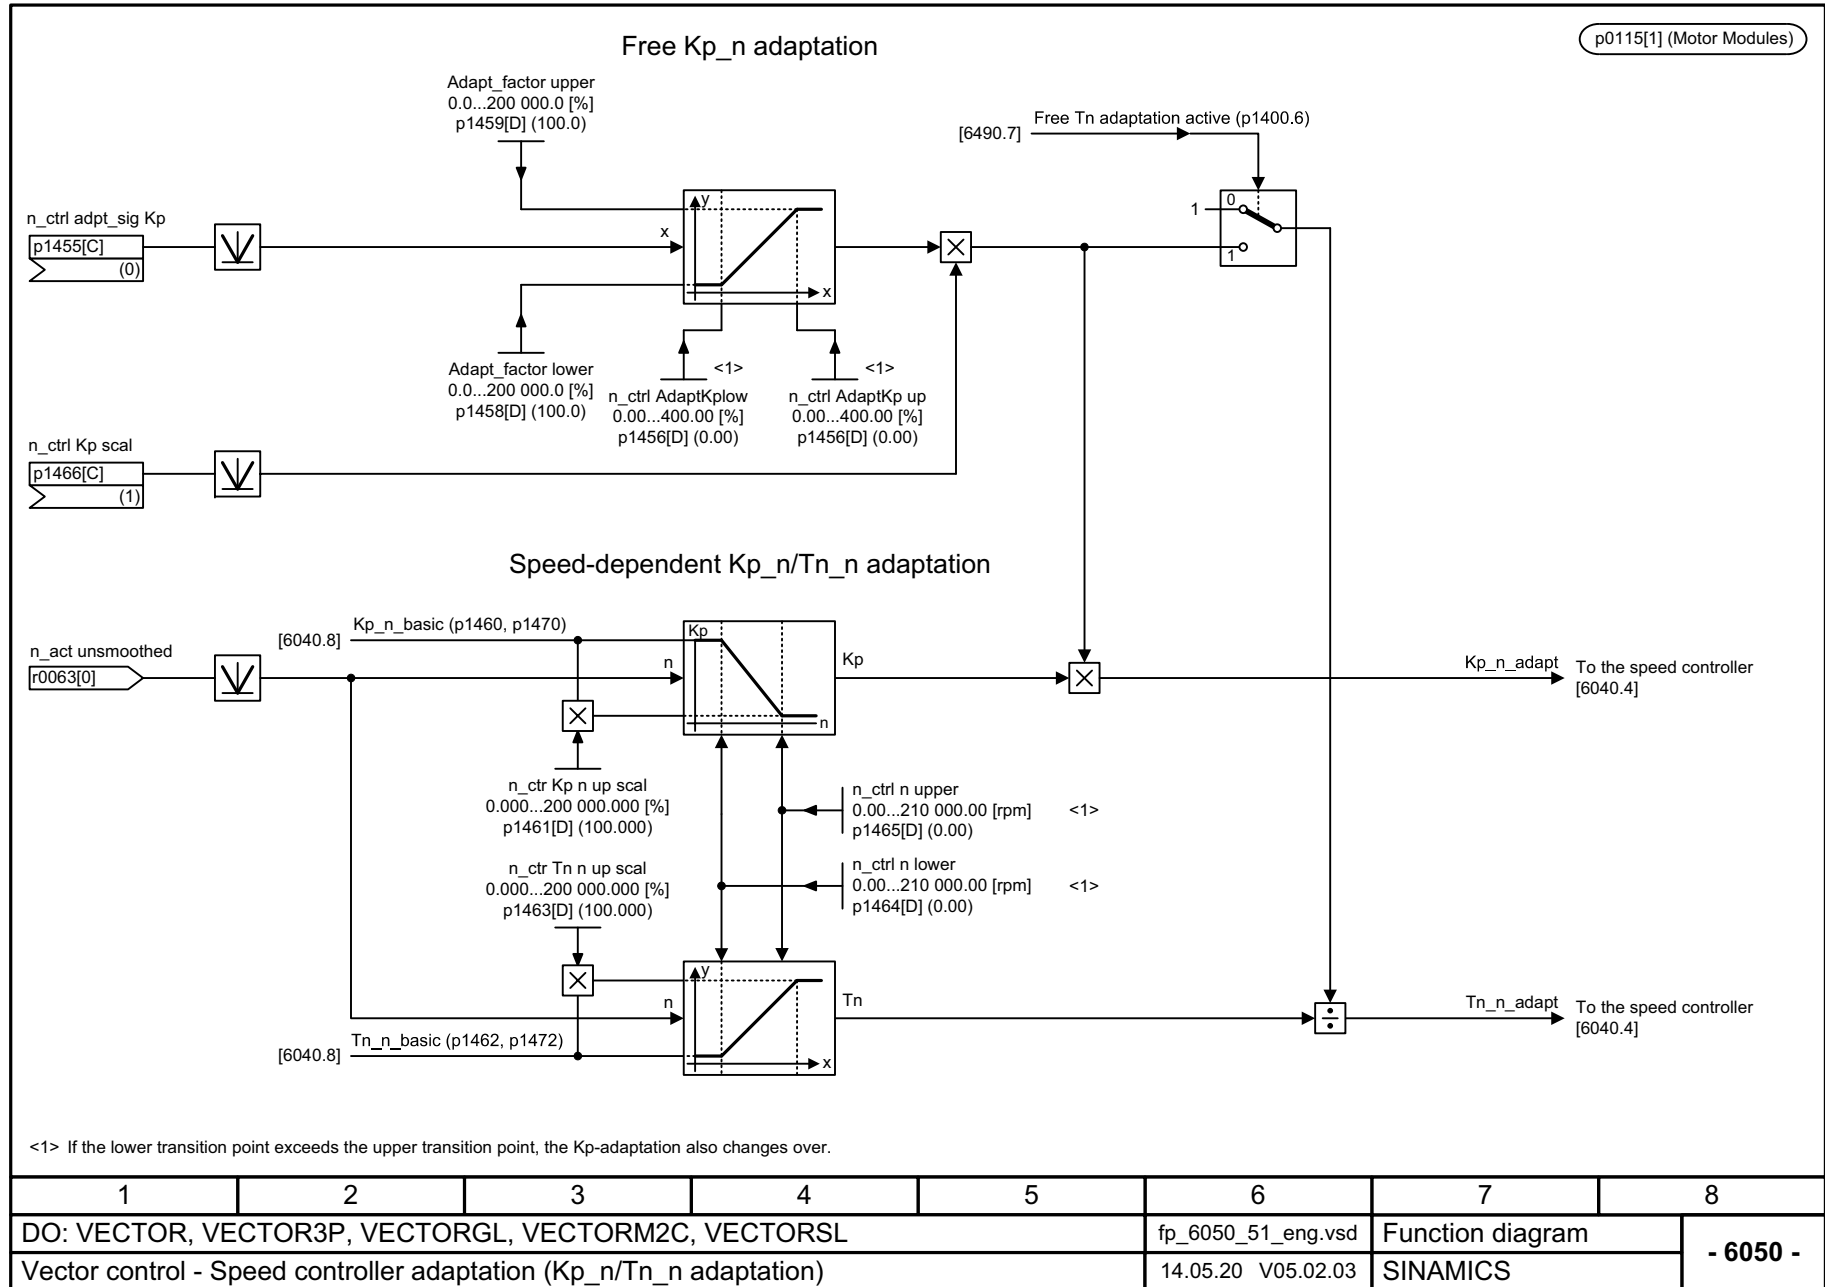 Free Kp_n adaptation
p0115[1] (Motor Modules)
Adapt_factor upper
0.0...200 000.0 [%]
p1459[D] (100.0)
[6490.7]
Free Tn adaptation active (p1400.6)
n_ctrl adpt_sig Kp
p1455[C]
(0)
x
y
x
1
0
1
Adapt_factor lower
0.0...200 000.0 [%]
p1458[D] (100.0)
<1>
n_ctrl AdaptKplow
0.00...400.00 [%]
p1456[D] (0.00)
<1>
n_ctrl AdaptKp up
0.00...400.00 [%]
p1456[D] (0.00)
n_ctrl Kp scal
p1466[C]
(1)
Speed-dependent Kp_n/Tn_n adaptation
n_act unsmoothed
r0063[0]
[6040.8]
Kp_n_basic (p1460, p1470)
n
Kp
n
Kp
Kp_n_adapt
To the speed controller
[6040.4]
n_ctr Kp n up scal
0.000...200 000.000 [%]
p1461[D] (100.000)
n_ctrl n upper
0.00...210 000.00 [rpm]
p1465[D] (0.00)
<1>
n_ctr Tn n up scal
0.000...200 000.000 [%]
p1463[D] (100.000)
n_ctrl n lower
0.00...210 000.00 [rpm]
p1464[D] (0.00)
<1>
n
y
x
Tn
Tn_n_adapt
To the speed controller
[6040.4]
[6040.8]
Tn_n_basic (p1462, p1472)
<1> If the lower transition point exceeds the upper transition point, the Kp-adaptation also changes over.
1 2 3 4 5 6 7 8
DO: VECTOR, VECTOR3P, VECTORGL, VECTORM2C, VECTORSL
fp_6050_51_eng.vsd
Function diagram
- 6050 -
Vector control - Speed controller adaptation (Kp_n/Tn_n adaptation)
14.05.20 V05.02.03
SINAMICS